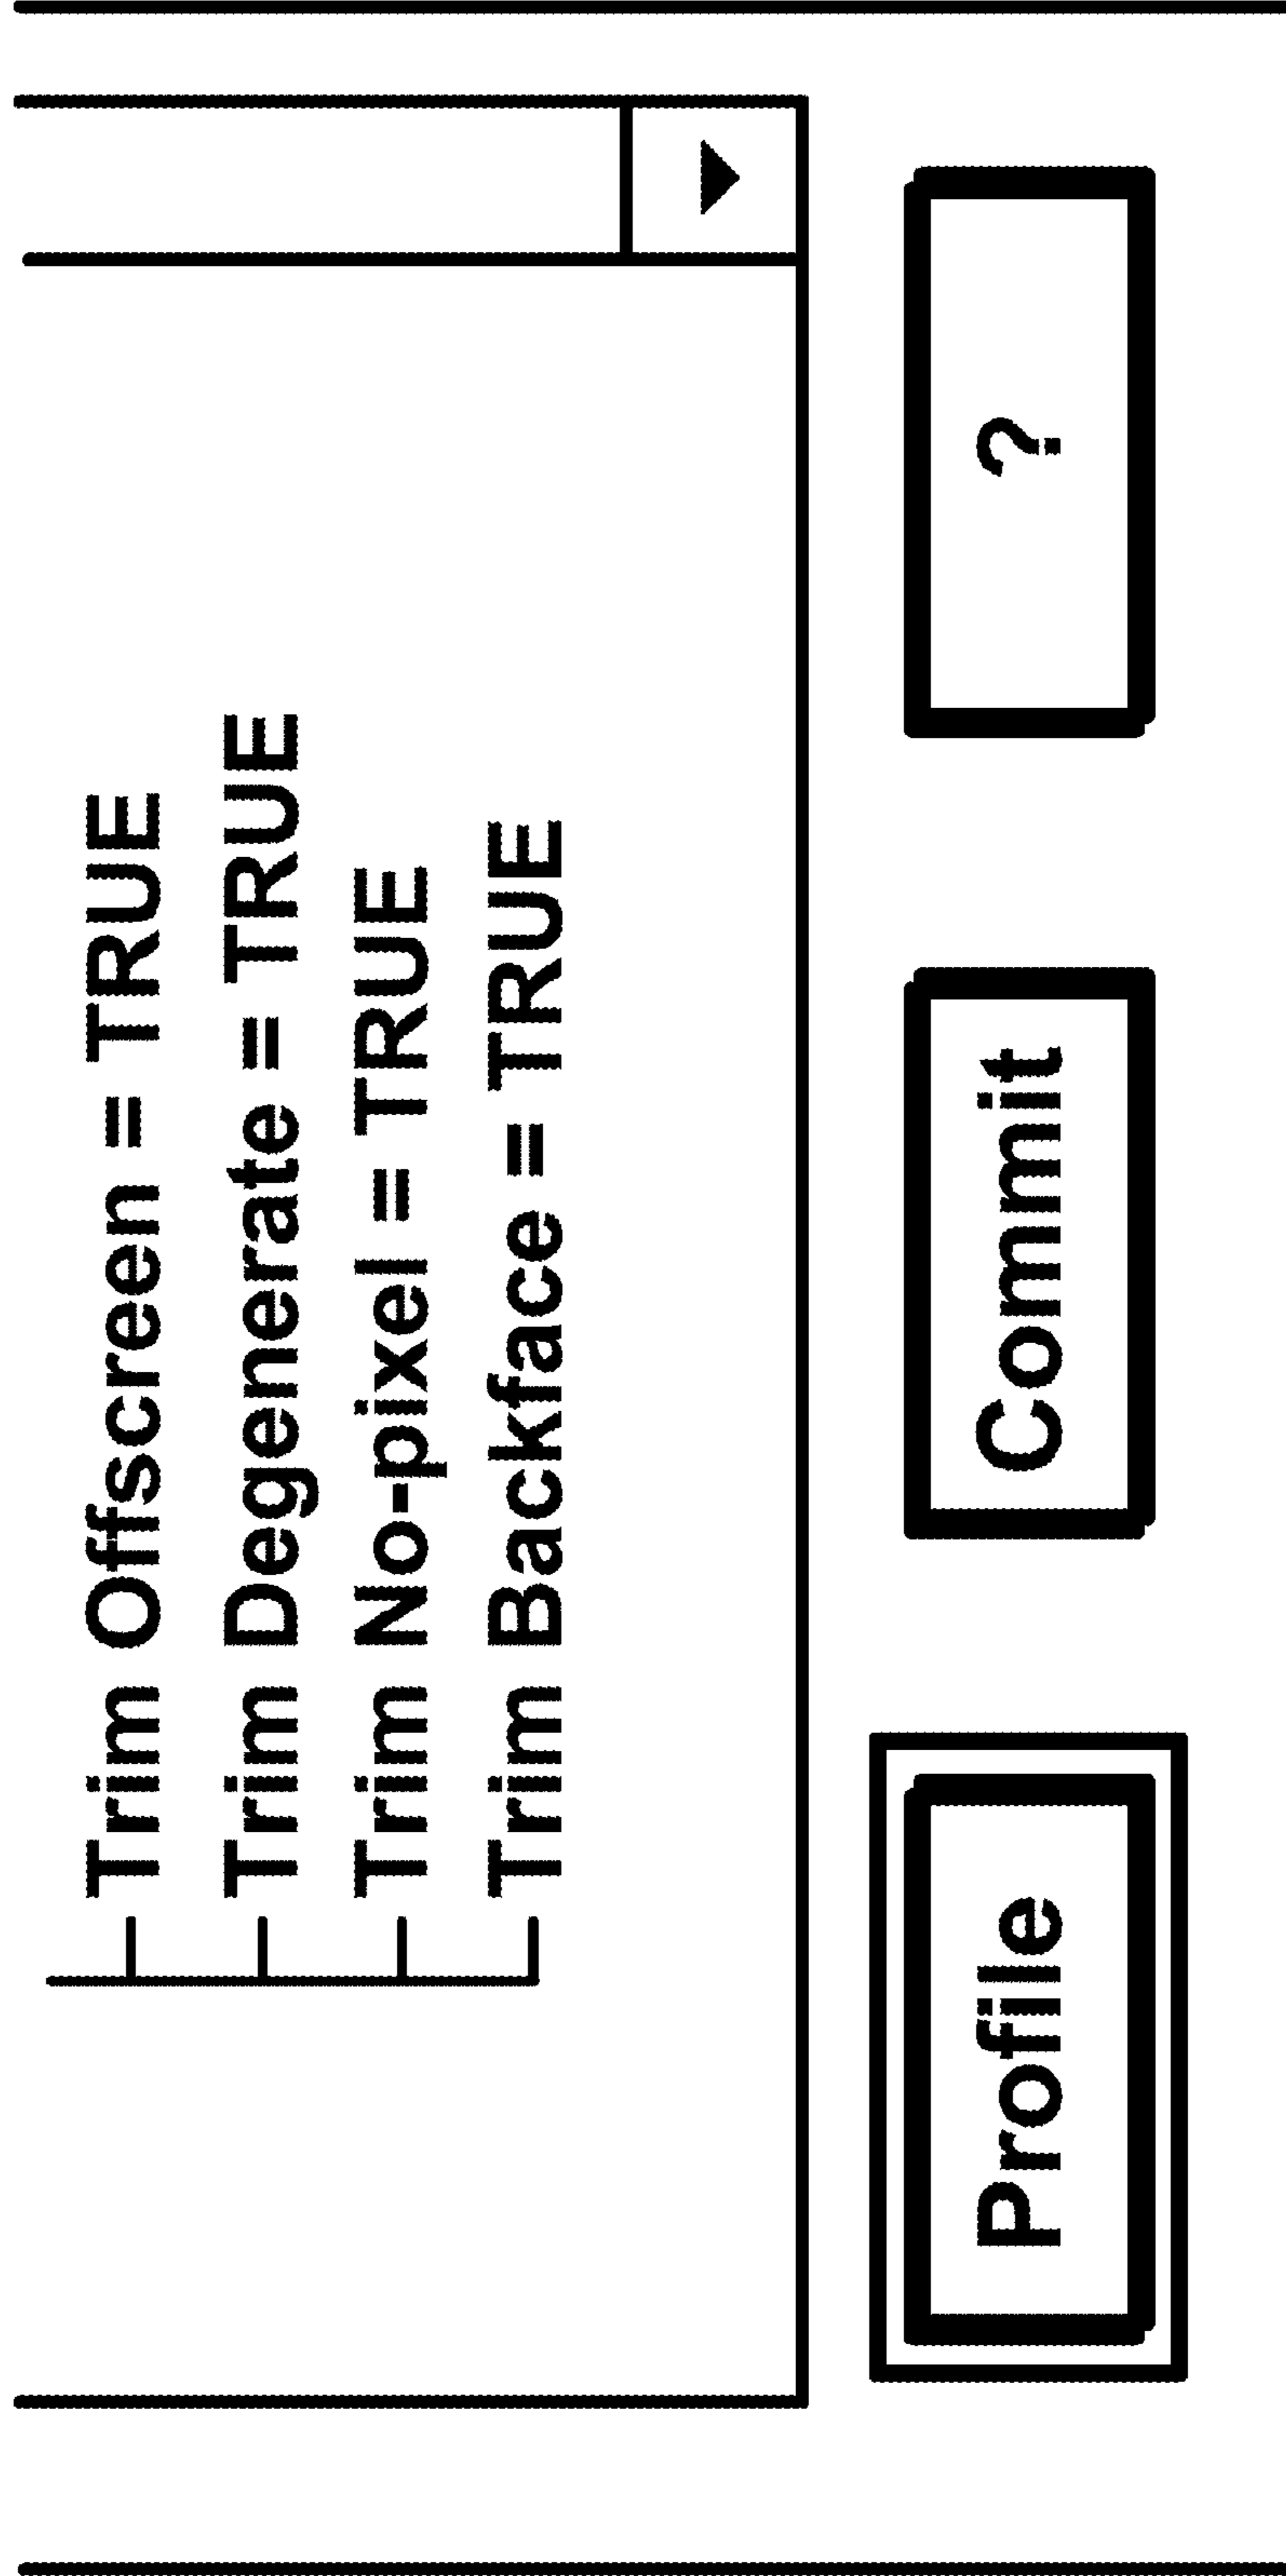 Trim Offscreen = TRUE
Trim Degenerate = TRUE
Trim No-pixel = TRUE
Trim Backface = TRUE
Profile
Commit
?